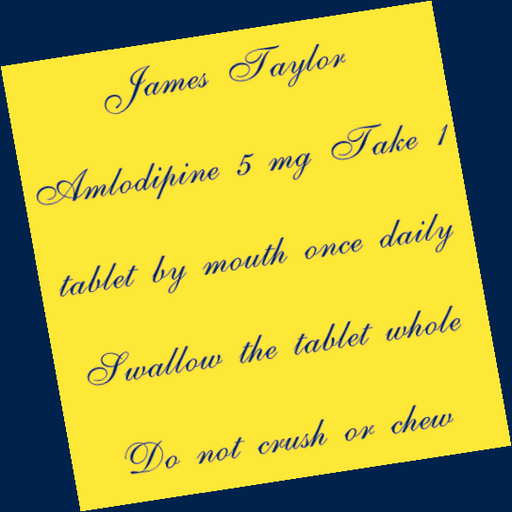 James Taylor
Amlodipine 5 mg Take 1
tablet by mouth once daily
Swallow the tablet whole
Do not crush or chew